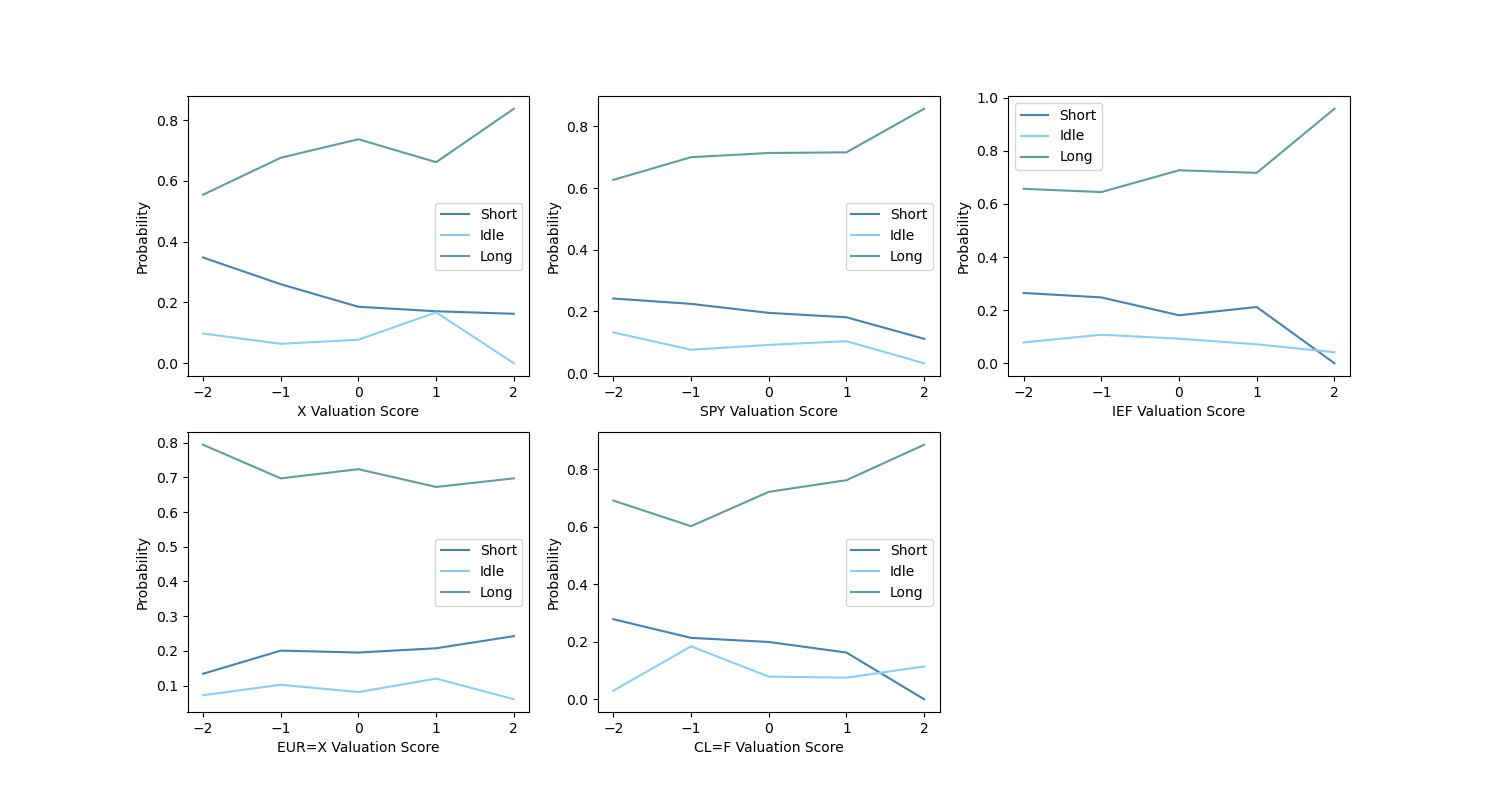 0.8
0.6
0.4
0.2
0.0
Probability
−2 −1 0 1 2
X Valuation Score
Short
Idle
Long
0.8
0.6
0.4
0.2
0.0
Probability
−2 −1 0 1 2
SPY Valuation Score
Short
Idle
Long
1.0
0.8
0.6
0.4
0.2
0.0
Probability
−2 −1 0 1 2
IEF Valuation Score
Short
Idle
Long
0.8
0.7
0.6
0.5
0.4
0.3
0.2
0.1
Probability
−2 −1 0 1 2
EUR=X Valuation Score
Short
Idle
Long
0.8
0.6
0.4
0.2
0.0
Probability
−2 −1 0 1 2
CL=F Valuation Score
Short
Idle
Long